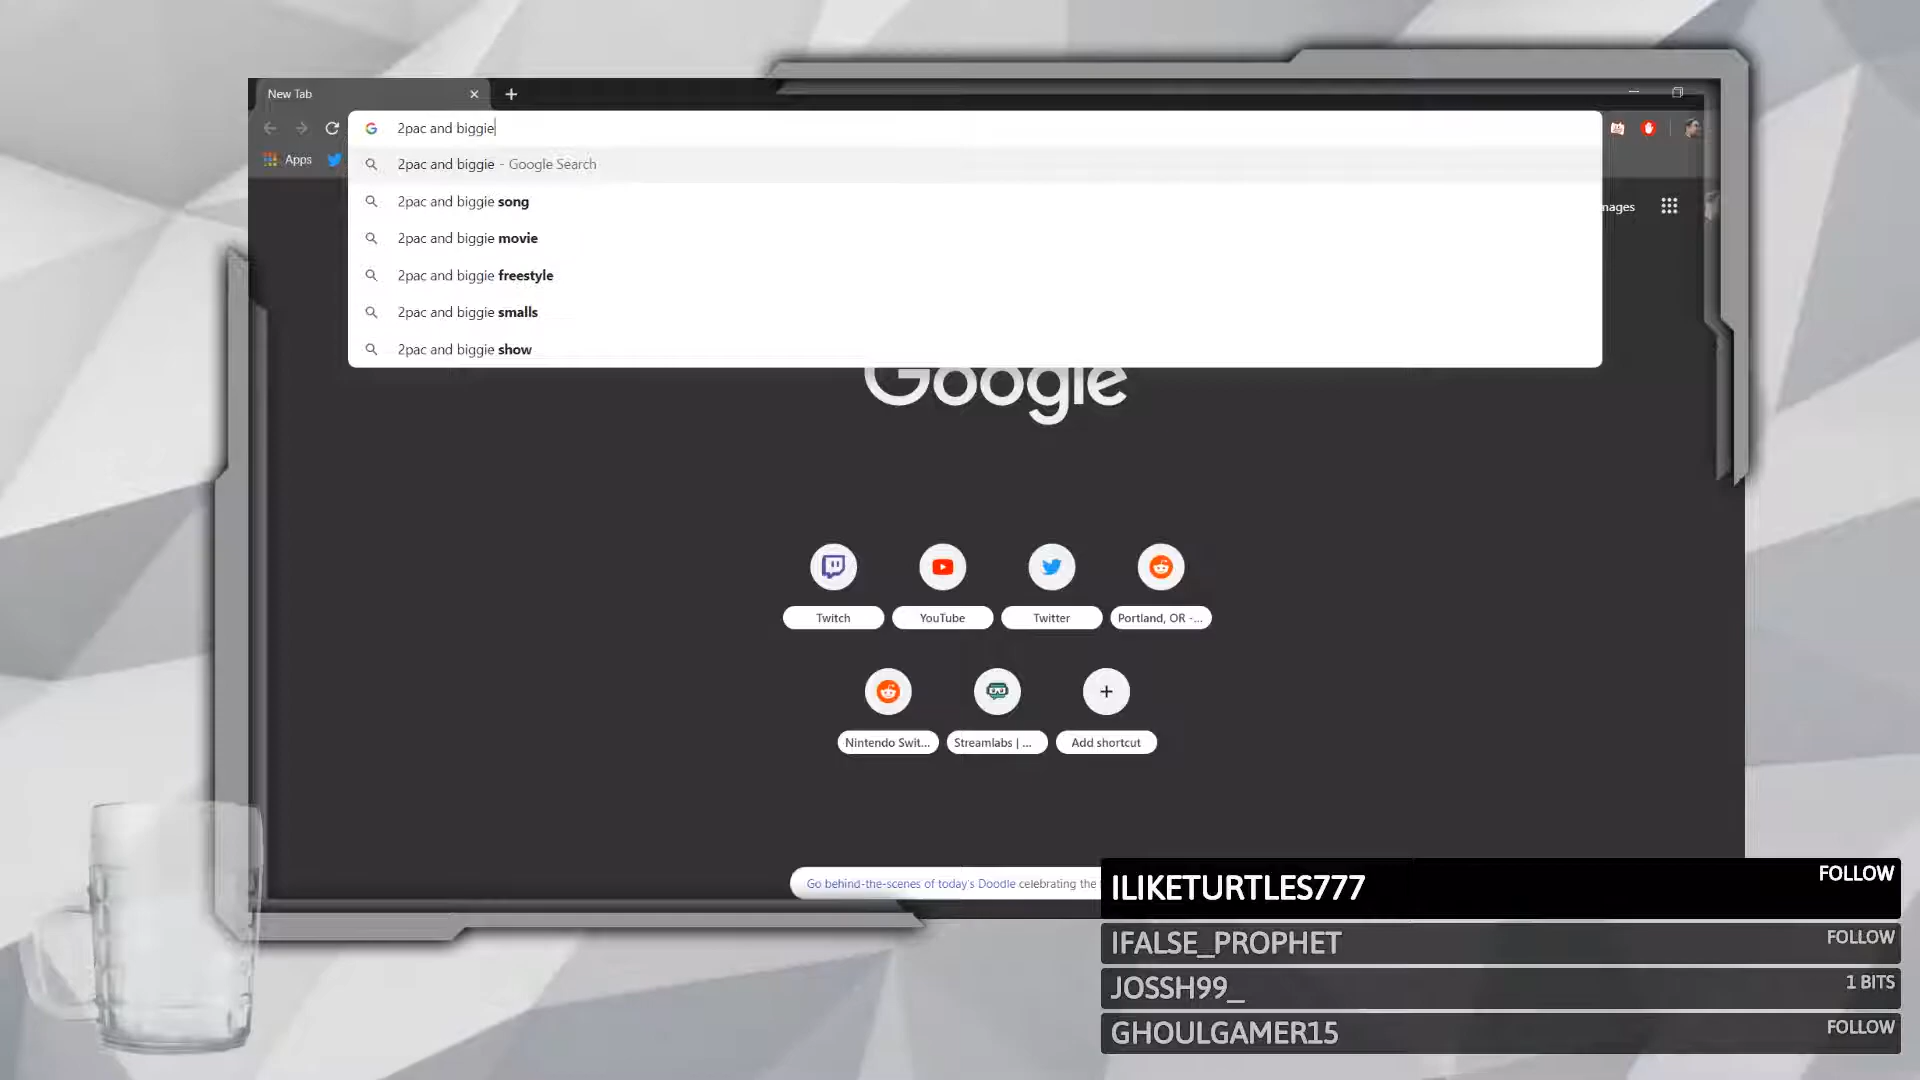 New Tab
2pac and biggie
Apps
2pac and biggie - Google Search
2pac and biggie song
2pac and biggie movie
2pac and biggie freestyle
2pac and biggie smalls
2pac and biggie show
nages
Google
Twitch
YouTube
Twitter
Portland, OR -...
Nintendo Swit...
Streamlabs | ...
Add shortcut
Go behind-the-scenes of today's Doodle celebrating the
ILIKETURTLES777 FOLLOW
IFALSE_PROPHET FOLLOW
JOSSH99_ 1 BITS
GHOULGAMER15 FOLLOW